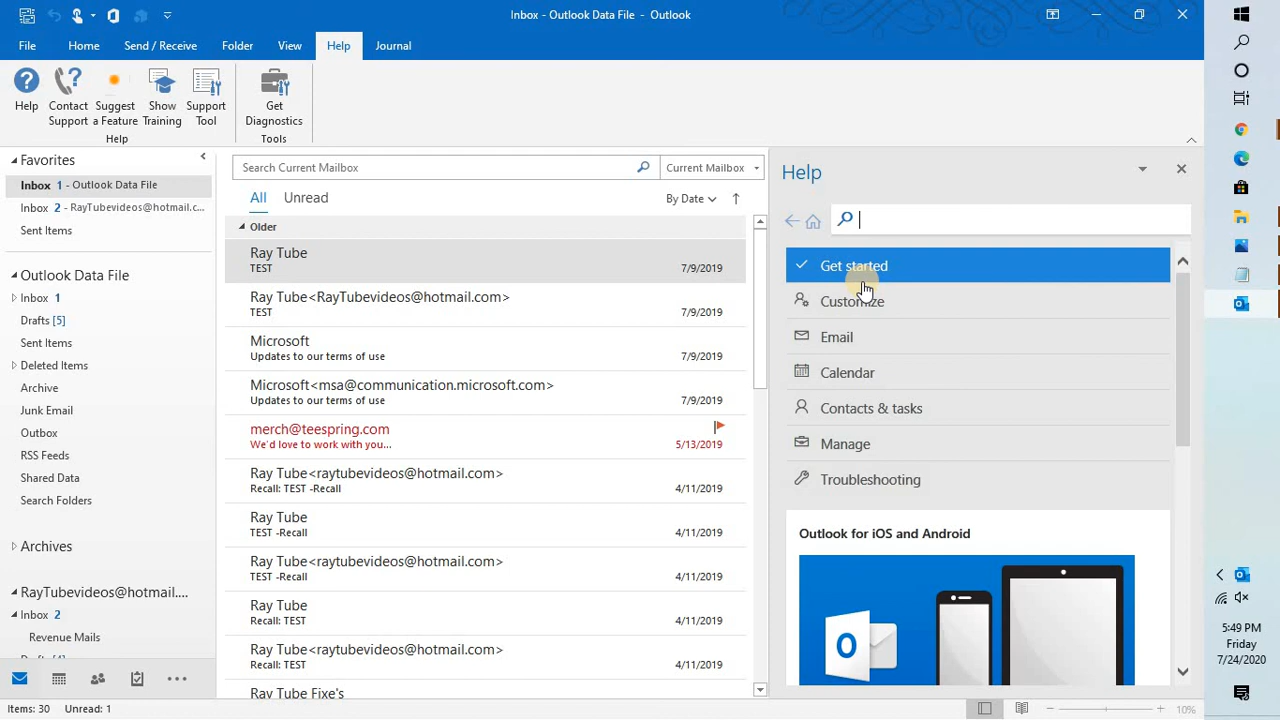 Inbox - Outlook Data File - Outlook
File Home Send / Receive Folder View Help Journal
Help Contact Support Suggest a Feature Show Training Support Tool Get Diagnostics
Help Tools
Favorites
Inbox 1 - Outlook Data File
Inbox 2 - RayTubevideos@hotmail.c...
Sent Items
Outlook Data File
Inbox 1
Drafts [5]
Sent Items
Deleted Items
Archive
Junk Email
Outbox
RSS Feeds
Shared Data
Search Folders
Archives
RayTubevideos@hotmail....
Inbox 2
Revenue Mails
Search Current Mailbox Current Mailbox
All Unread By Date
Older
Ray Tube
TEST 7/9/2019
Ray Tube<RayTubevideos@hotmail.com>
TEST 7/9/2019
Microsoft
Updates to our terms of use 7/9/2019
Microsoft<msa@communication.microsoft.com>
Updates to our terms of use 7/9/2019
merch@teespring.com
We'd love to work with you... 5/13/2019
Ray Tube<raytubevideos@hotmail.com>
Recall: TEST -Recall 4/11/2019
Ray Tube
TEST -Recall 4/11/2019
Ray Tube<raytubevideos@hotmail.com>
TEST -Recall 4/11/2019
Ray Tube
Recall: TEST 4/11/2019
Ray Tube<raytubevideos@hotmail.com>
Recall: TEST 4/11/2019
Ray Tube Fixe's
Help
Get started
Customize
Email
Calendar
Contacts & tasks
Manage
Troubleshooting
Outlook for iOS and Android
Items: 30 Unread: 1
10%
5:49 PM
Friday
7/24/2020